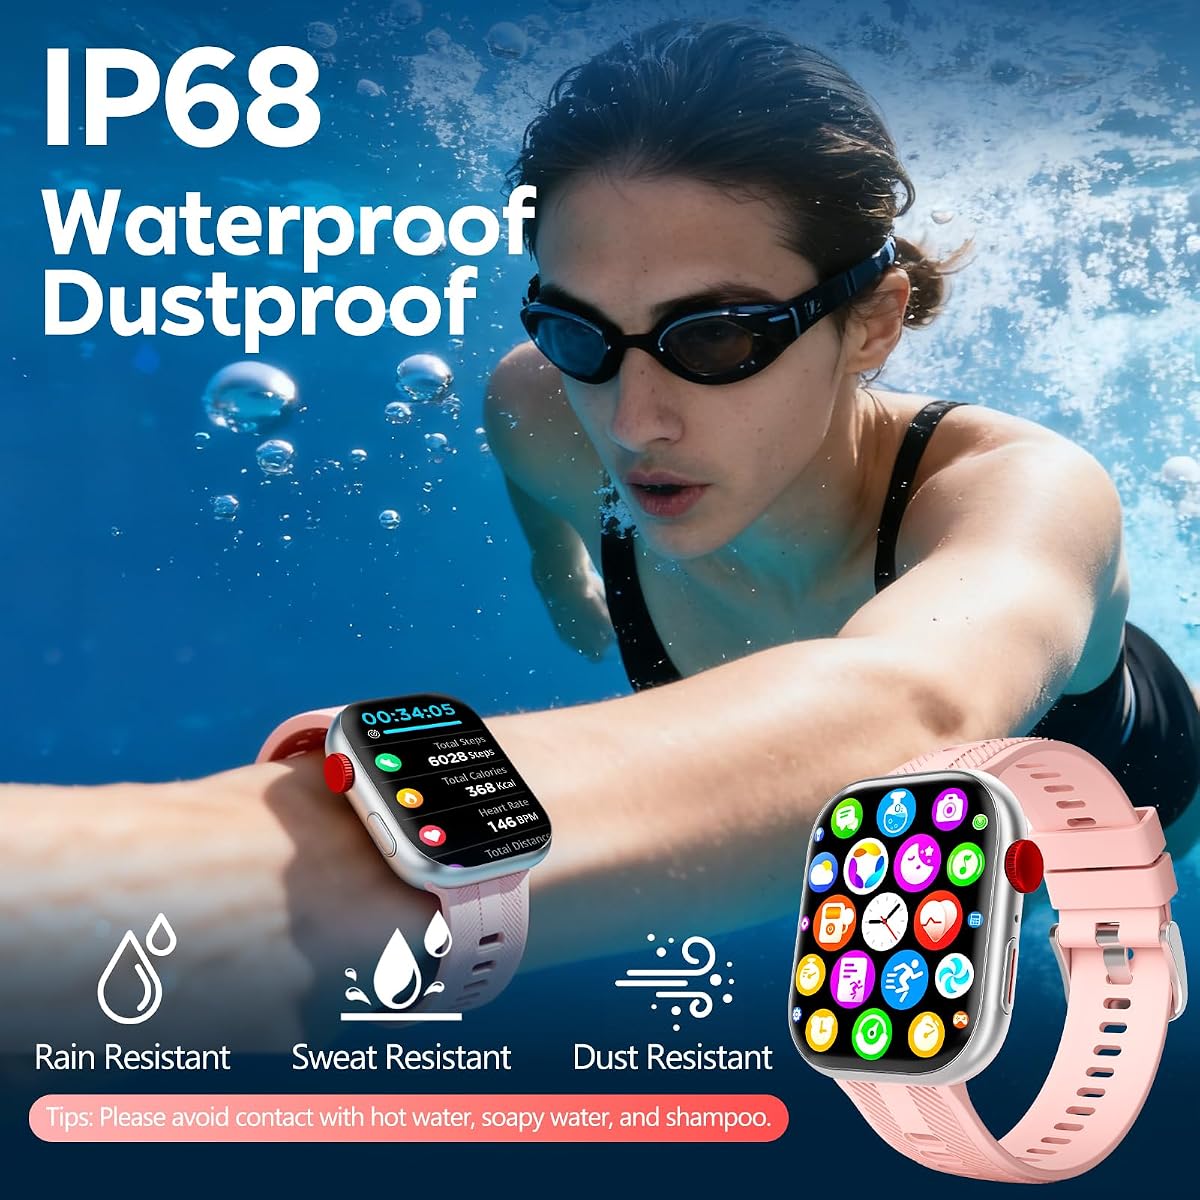 IP68
Waterproof
Dustproof
00:34:05
Total Steps
6028 Steps
Total Calories
368 Kcal
Heart Rate
146 BPM
Total Distanc
Rain Resistant
Sweat Resistant
Dust Resistant
Tips: Please avoid contact with hot water, soapy water, and shampoo.